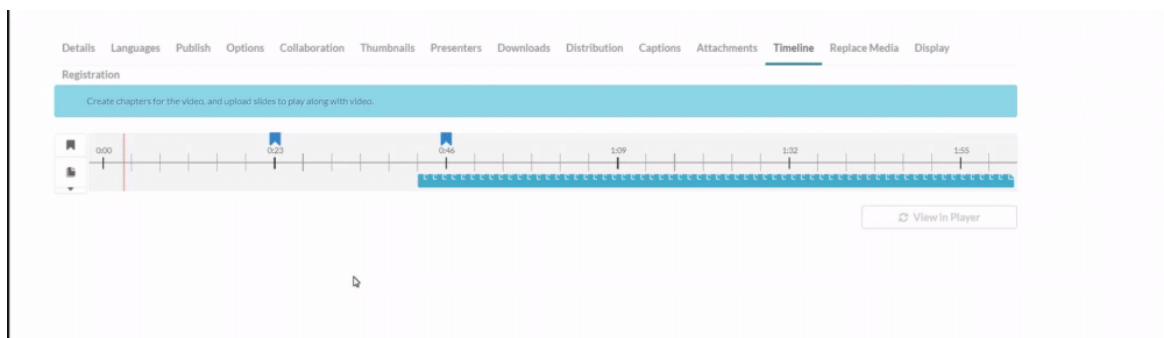 Details Languages Publish Options Collaboration Thumbnails Presenters Downloads Distribution Captions Attachments Timeline Replace Media Display
Registration
Create chapters for the video, and upload slides to play along with video.
0:00 0:23 0:46 1:09 1:32 1:55
View in Player